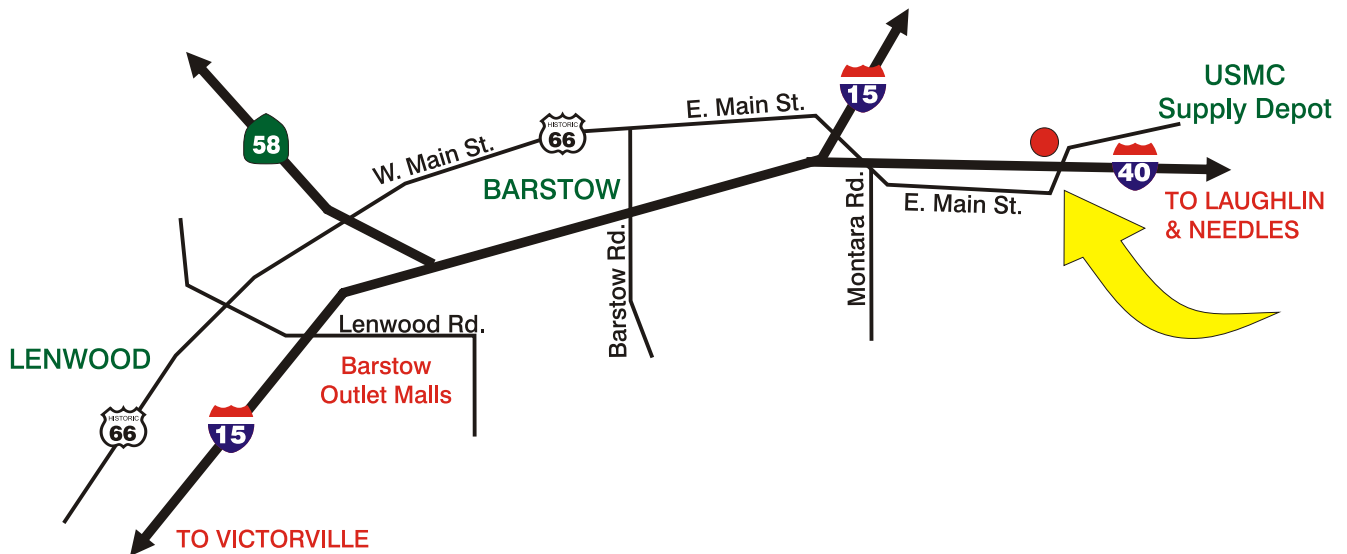 USMC
Supply Depot
15
E. Main St.
HISTORIC
66
58
W. Main St.
BARSTOW
40
TO LAUGHLIN
& NEEDLES
E. Main St.
Montara Rd.
Barstow Rd.
Lenwood Rd.
LENWOOD
Barstow
Outlet Malls
HISTORIC
66
15
TO VICTORVILLE